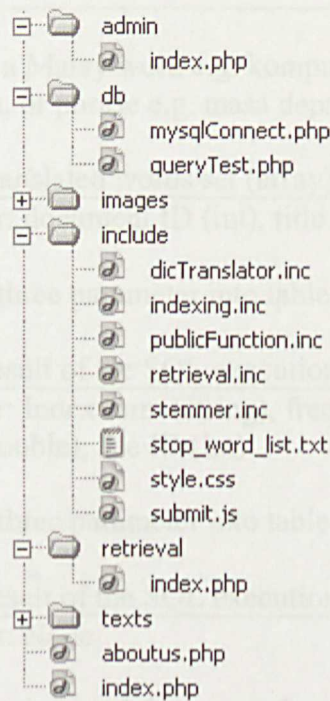 admin
index.php
db
mysqlConnect.php
queryTest.php
images
include
dicTranslator.inc
indexing.inc
publicFunction.inc
retrieval.inc
stemmer.inc
stop_word_list.txt
style.css
submit.js
retrieval
index.php
texts
aboutus.php
index.php